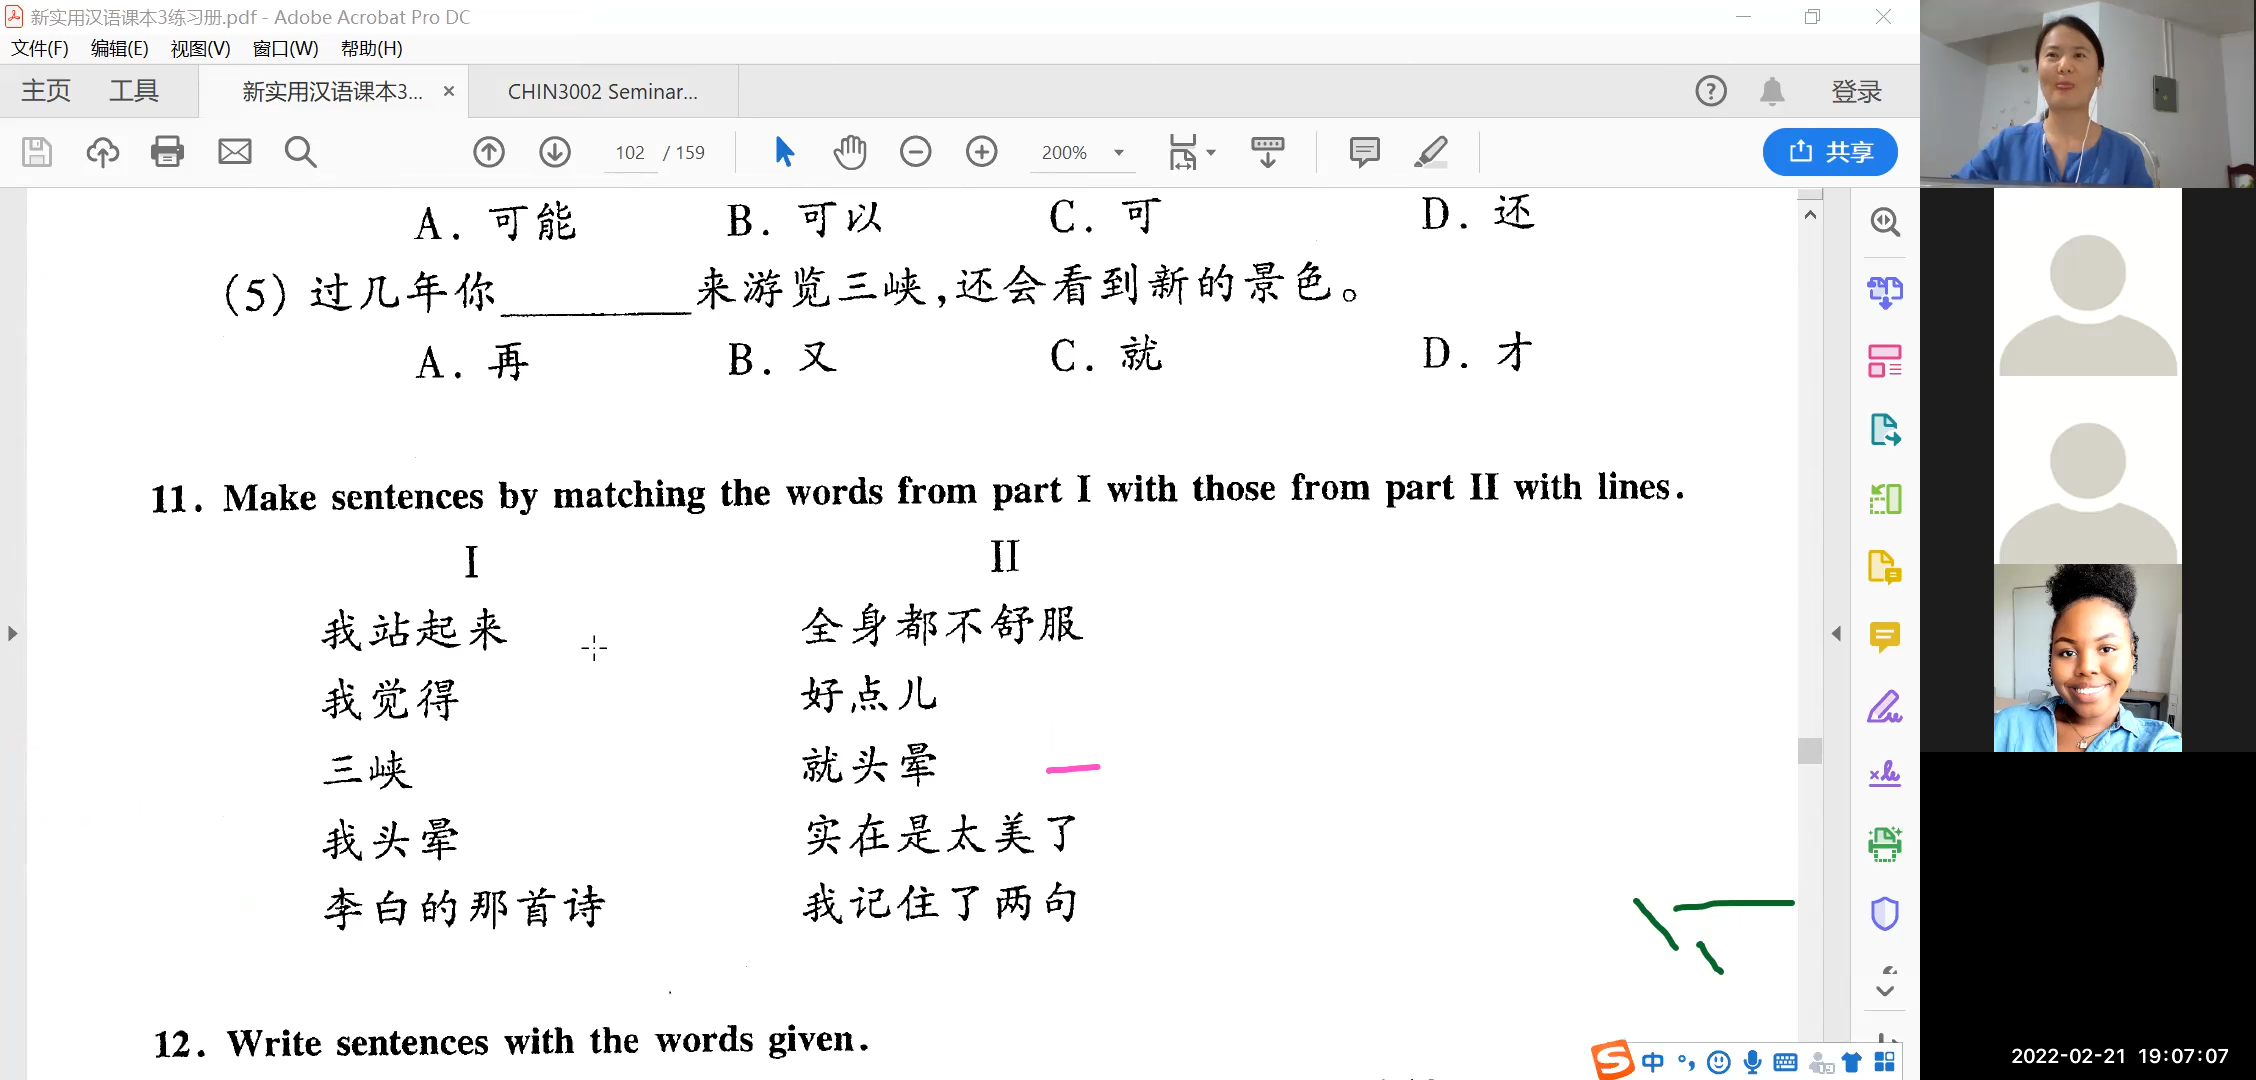 新实用汉语课本3练习册.pdf - Adobe Acrobat Pro DC
文件(F) 编辑(E) 视图(V) 窗口(W) 帮助(H)
主页 工具 新实用汉语课本3... × CHIN3002 Seminar... 登录
102 / 159 200% 共享
A. 可能 B. 可以 C. 可 D. 还
(5) 过几年你________来游览三峡,还会看到新的景色。
A. 再 B. 又 C. 就 D. 才
11. Make sentences by matching the words from part I with those from part II with lines.
I II
我站起来 全身都不舒服
我觉得 好点儿
三峡 就头晕
我头晕 实在是太美了
李白的那首诗 我记住了两句
12. Write sentences with the words given.
中
2022-02-21 19:07:07